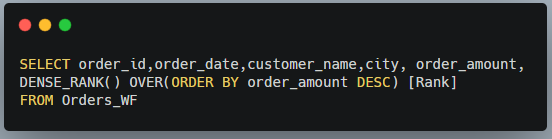 SELECT order_id,order_date,customer_name,city, order_amount,
DENSE_RANK() OVER(ORDER BY order_amount DESC) [Rank]
FROM Orders_WF